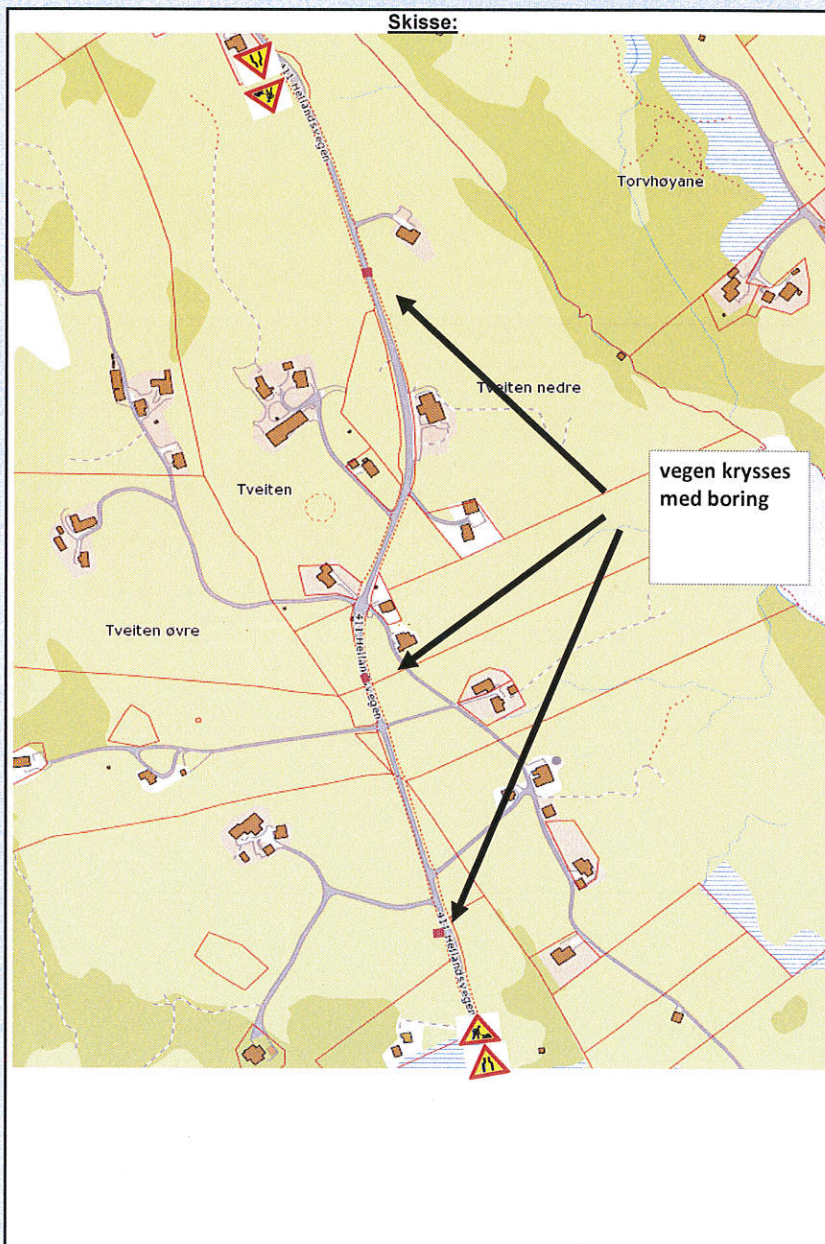 Skisse:
411 Hellandsvegen
Torvhøyane
Tveiten nedre
vegen krysses
med boring
Tveiten
Tveiten øvre
411 Hellandsvegen
411 Hellandsvegen